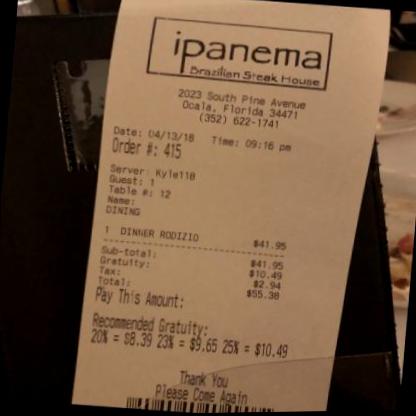 ipanema
Brazilian Steak House
2023 South Pine Avenue
Ocala, Florida 34471
(352) 622-1741
Date: 04/13/18 Time: 09:16 pm
Order #: 415
Server: Kyle118
Guest: 1
Table #: 12
Name:
DINING
1 DINNER RODIZIO $41.95
Sub-total: $41.95
Gratuity: $10.49
Tax: $2.94
Total: $55.38
Pay This Amount:
Recommended Gratuity:
20% = $8.39 23% = $9.65 25% = $10.49
Thank You
Please Come Again